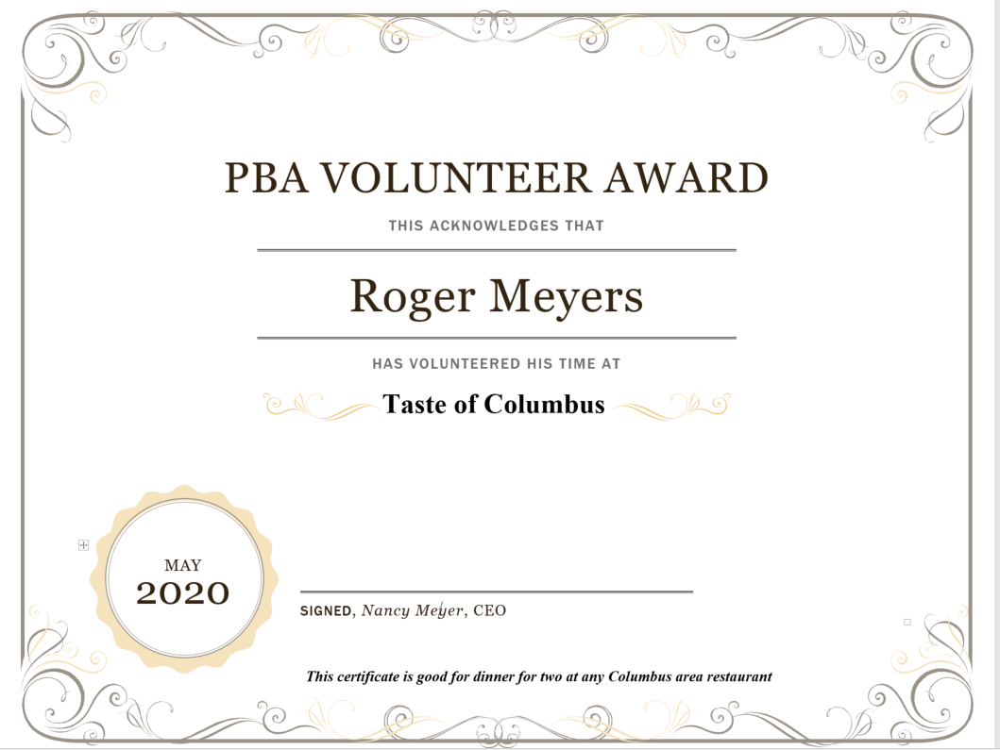 PBA VOLUNTEER AWARD
THIS ACKNOWLEDGES THAT
Roger Meyers
HAS VOLUNTEERED HIS TIME AT
Taste of Columbus
MAY
2020
SIGNED, Nancy Meyer, CEO
This certificate is good for dinner for two at any Columbus area restaurant